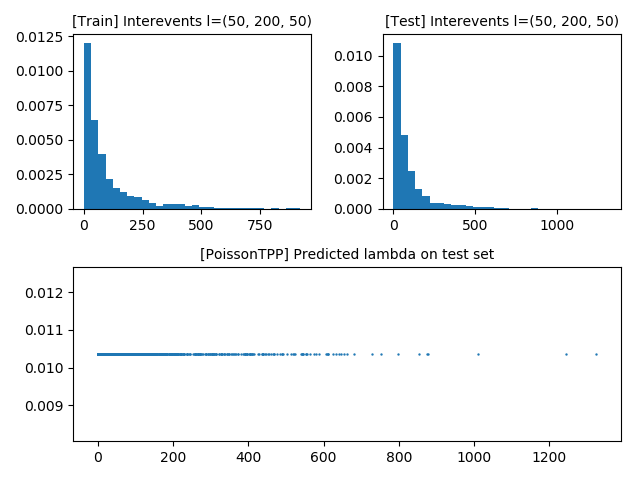 [Train] Interevents l=(50, 200, 50)
0.0125
0.0100
0.0075
0.0050
0.0025
0.0000
0 250 500 750
[Test] Interevents l=(50, 200, 50)
0.010
0.008
0.006
0.004
0.002
0.000
0 500 1000
[PoissonTPP] Predicted lambda on test set
0.012
0.011
0.010
0.009
0 200 400 600 800 1000 1200